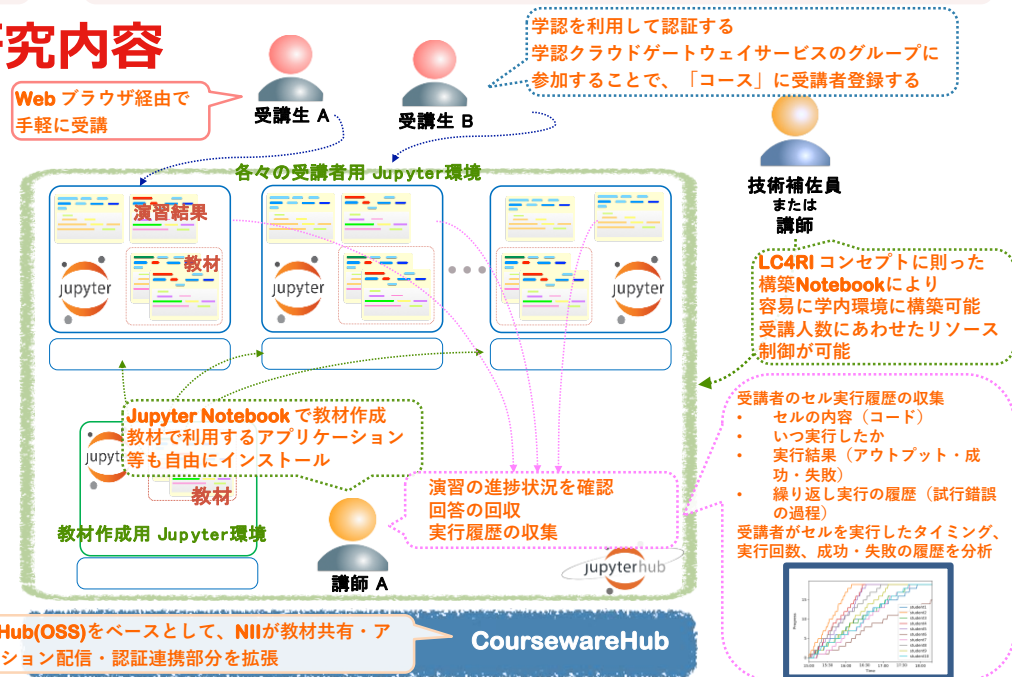 究内容
学認を利用して認証する
学認クラウドゲートウェイサービスのグループに
参加することで、「コース」に受講者登録する
Web ブラウザ経由で
手軽に受講
受講生 A
受講生 B
技術補佐員
または
講師
各々の受講者用 Jupyter環境
演習結果
教材
jupyter
jupyter
jupyter
LC4RI コンセプトに則った
構築Notebookにより
容易に学内環境に構築可能
受講人数にあわせたリソース
制御が可能
Jupyter Notebook で教材作成
教材で利用するアプリケーション
等も自由にインストール
jupyt
教材
教材作成用 Jupyter環境
講師 A
演習の進捗状況を確認
回答の回収
実行履歴の収集
jupyterhub
受講者のセル実行履歴の収集
• セルの内容（コード）
• いつ実行したか
• 実行結果（アウトプット・成
功・失敗）
• 繰り返し実行の履歴（試行錯誤
の過程）
受講者がセルを実行したタイミング、
実行回数、成功・失敗の履歴を分析
Hub(OSS)をベースとして、NIIが教材共有・ア
ション配信・認証連携部分を拡張
CoursewareHub